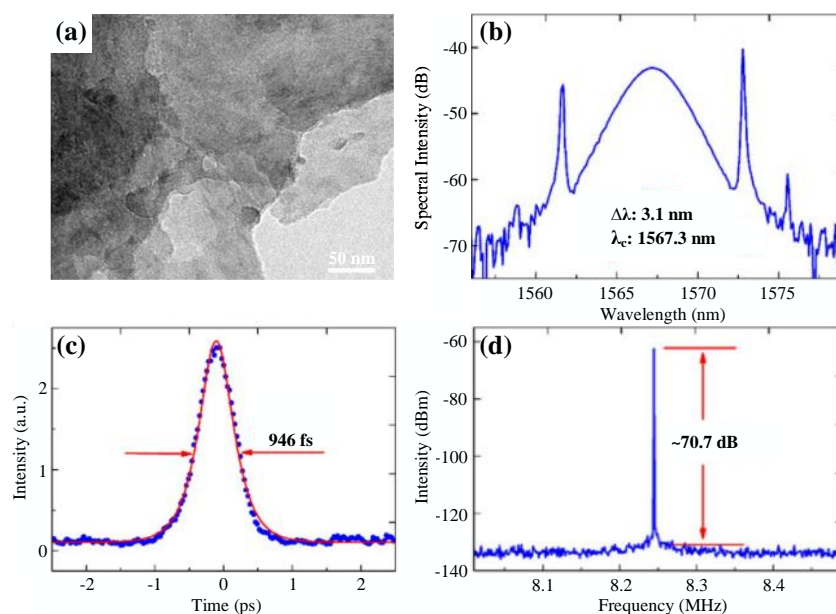 (a)
50 nm
(b)
-40
-50
-60
-70
Spectral Intensity (dB)
Δλ: 3.1 nm
λc: 1567.3 nm
1560
1565
1570
1575
Wavelength (nm)
(c)
2
1
0
Intensity (a.u.)
946 fs
-2
-1
0
1
2
Time (ps)
(d)
-60
-80
-100
-120
-140
Intensity (dBm)
~70.7 dB
8.1
8.2
8.3
8.4
Frequency (MHz)